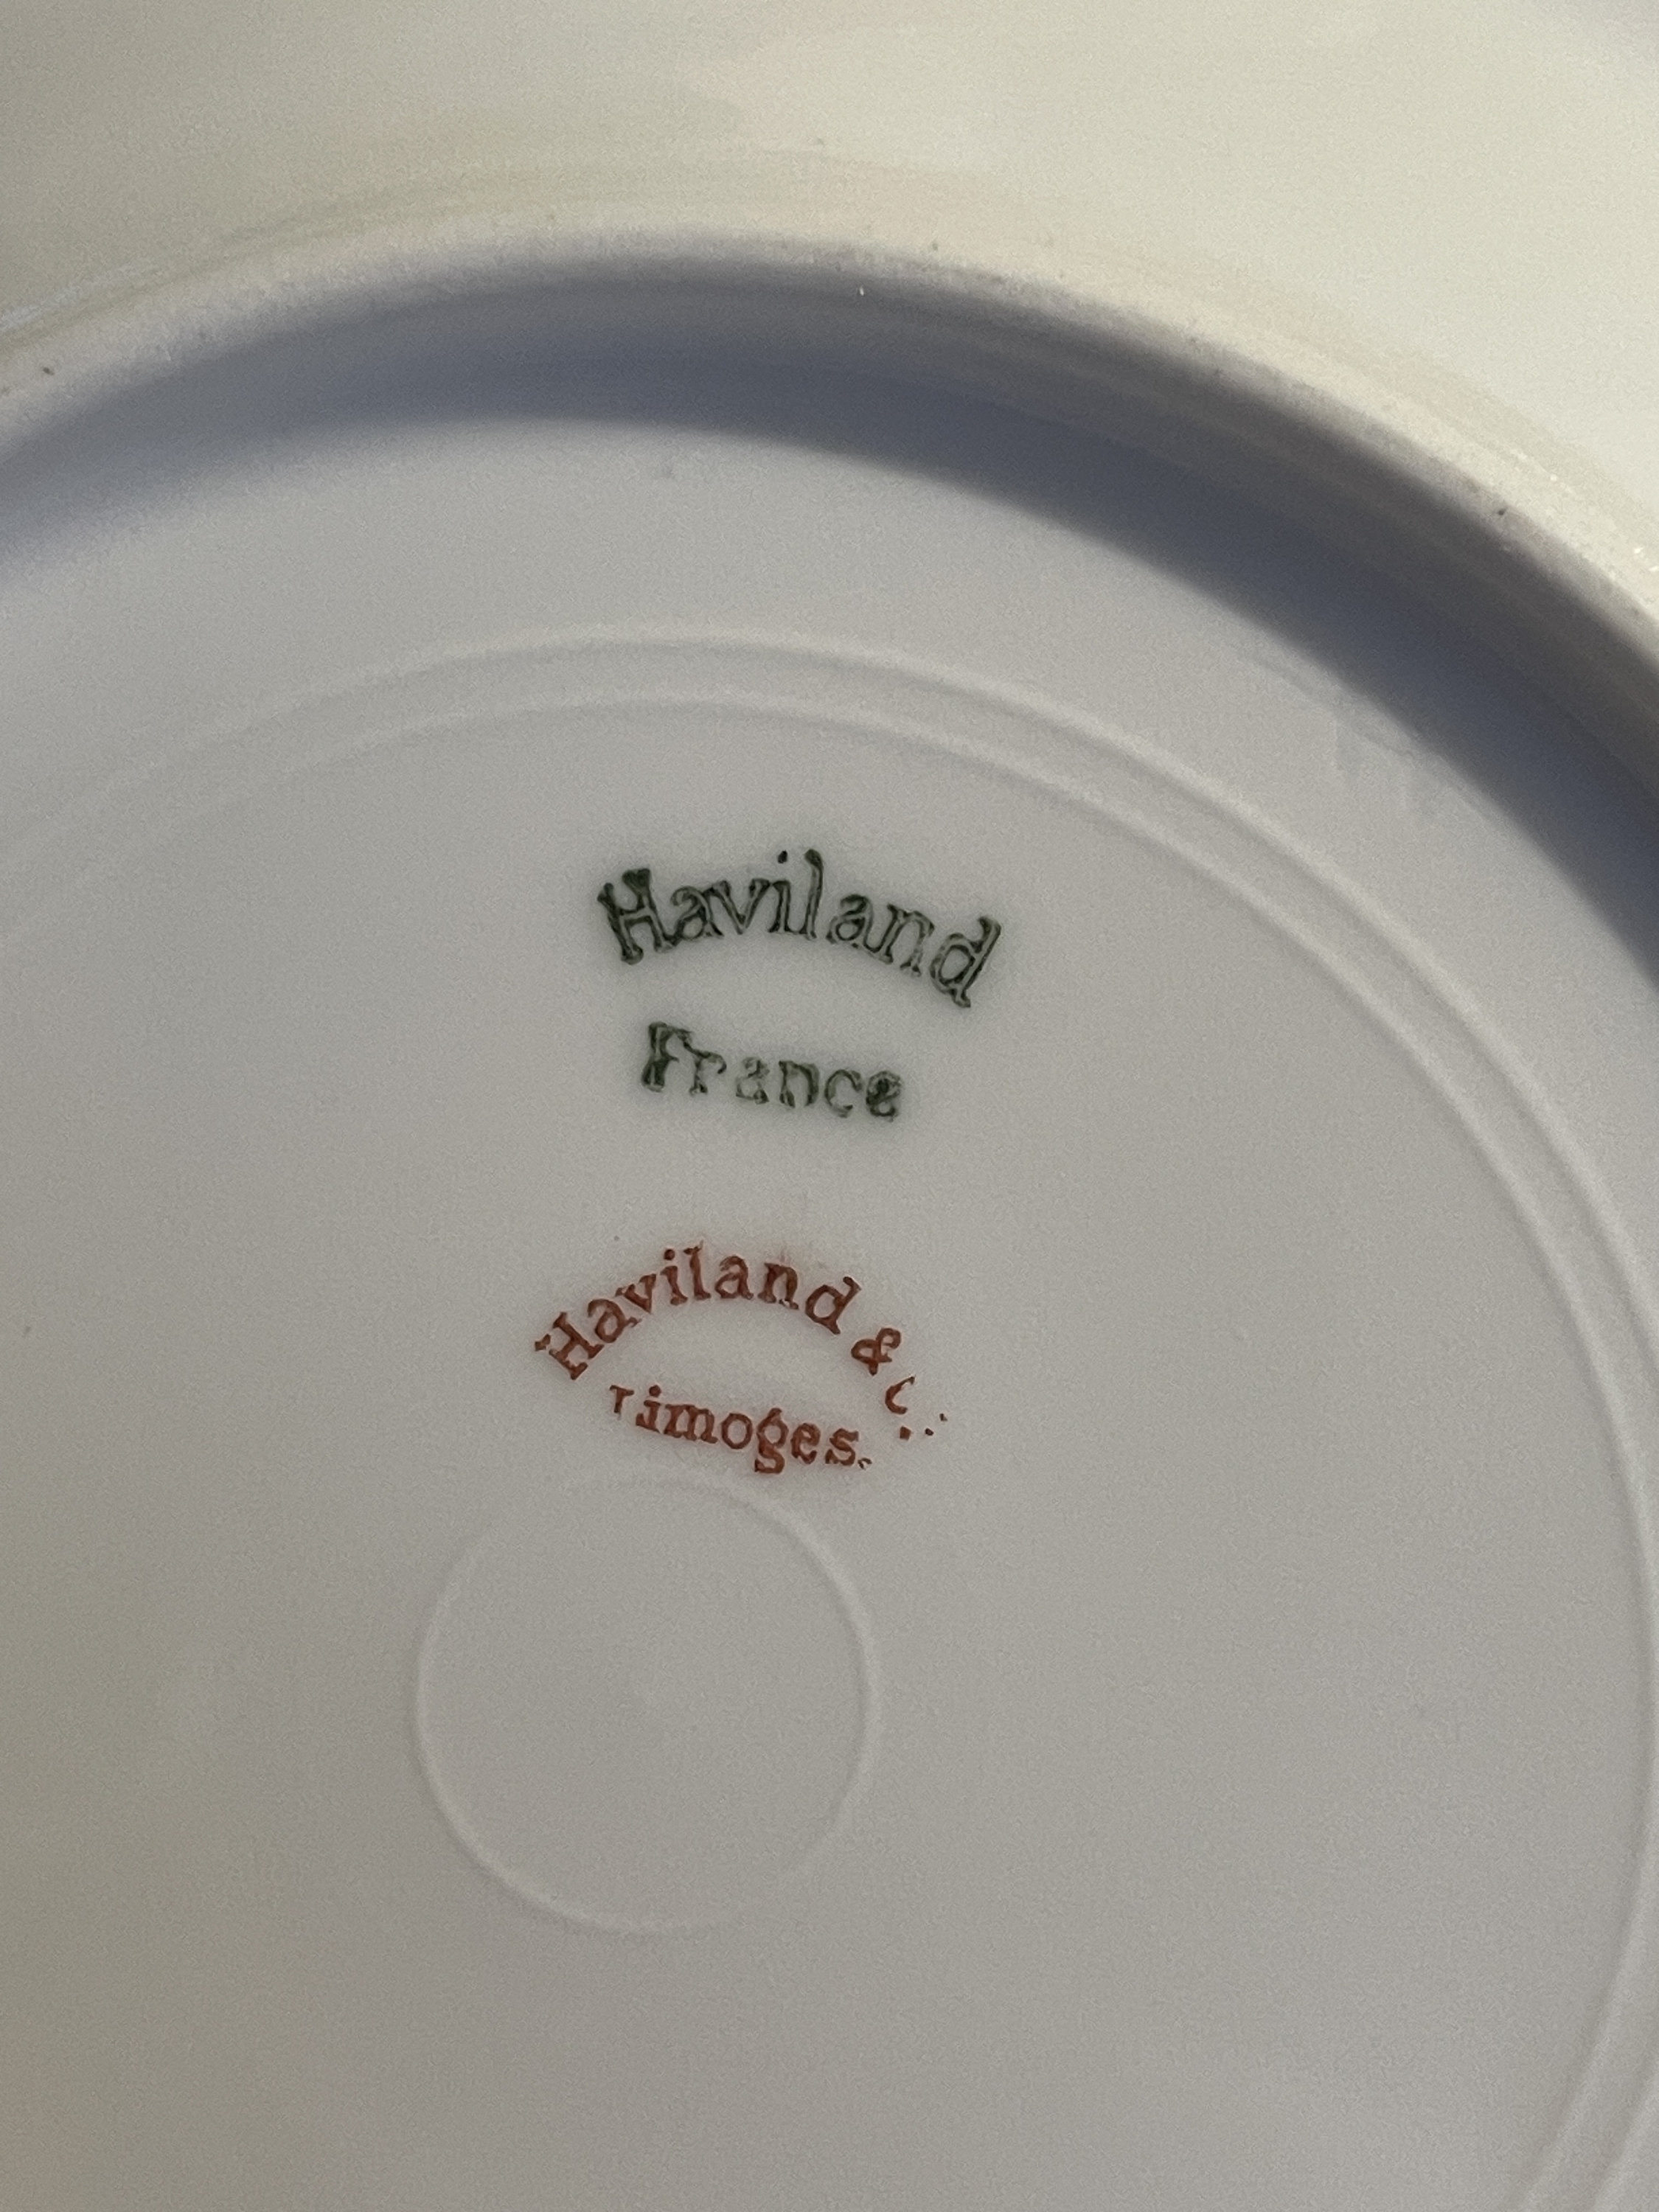 Haviland
France
Haviland &
Limoges.